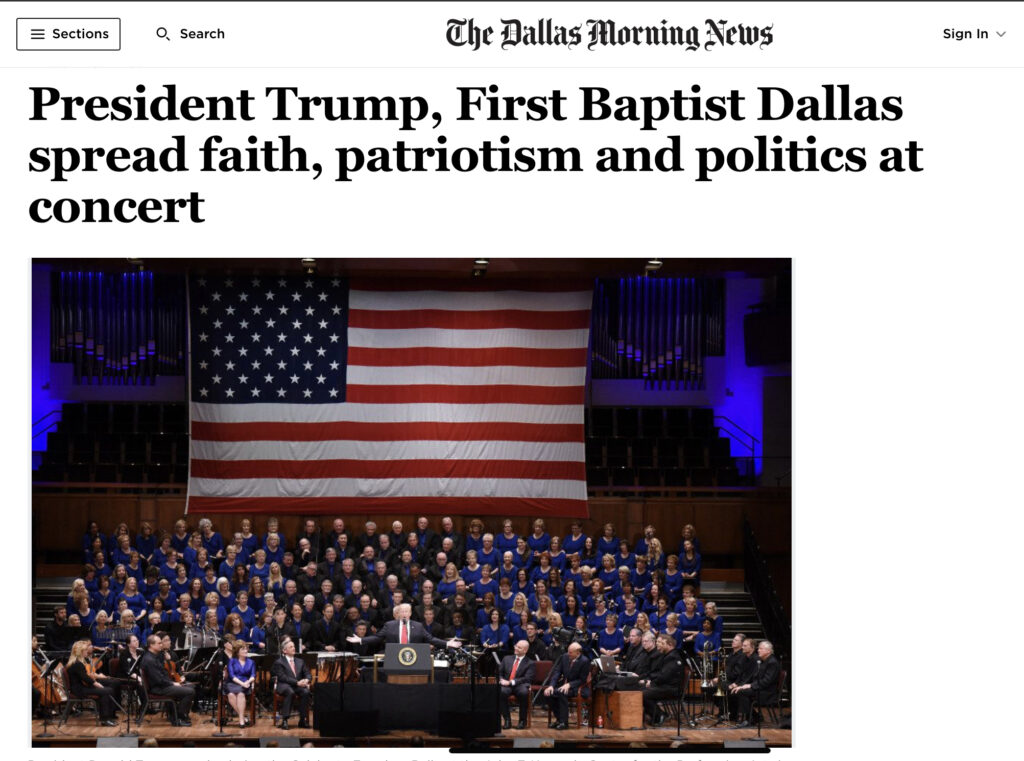 Sections
Search
The Dallas Morning News
Sign In
President Trump, First Baptist Dallas
spread faith, patriotism and politics at
concert